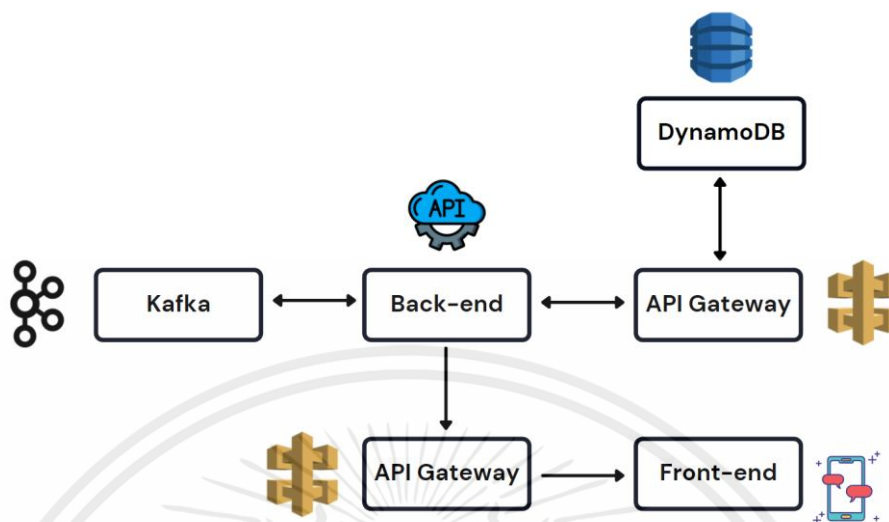 DynamoDB
API
Kafka
Back-end
API Gateway
API Gateway
Front-end